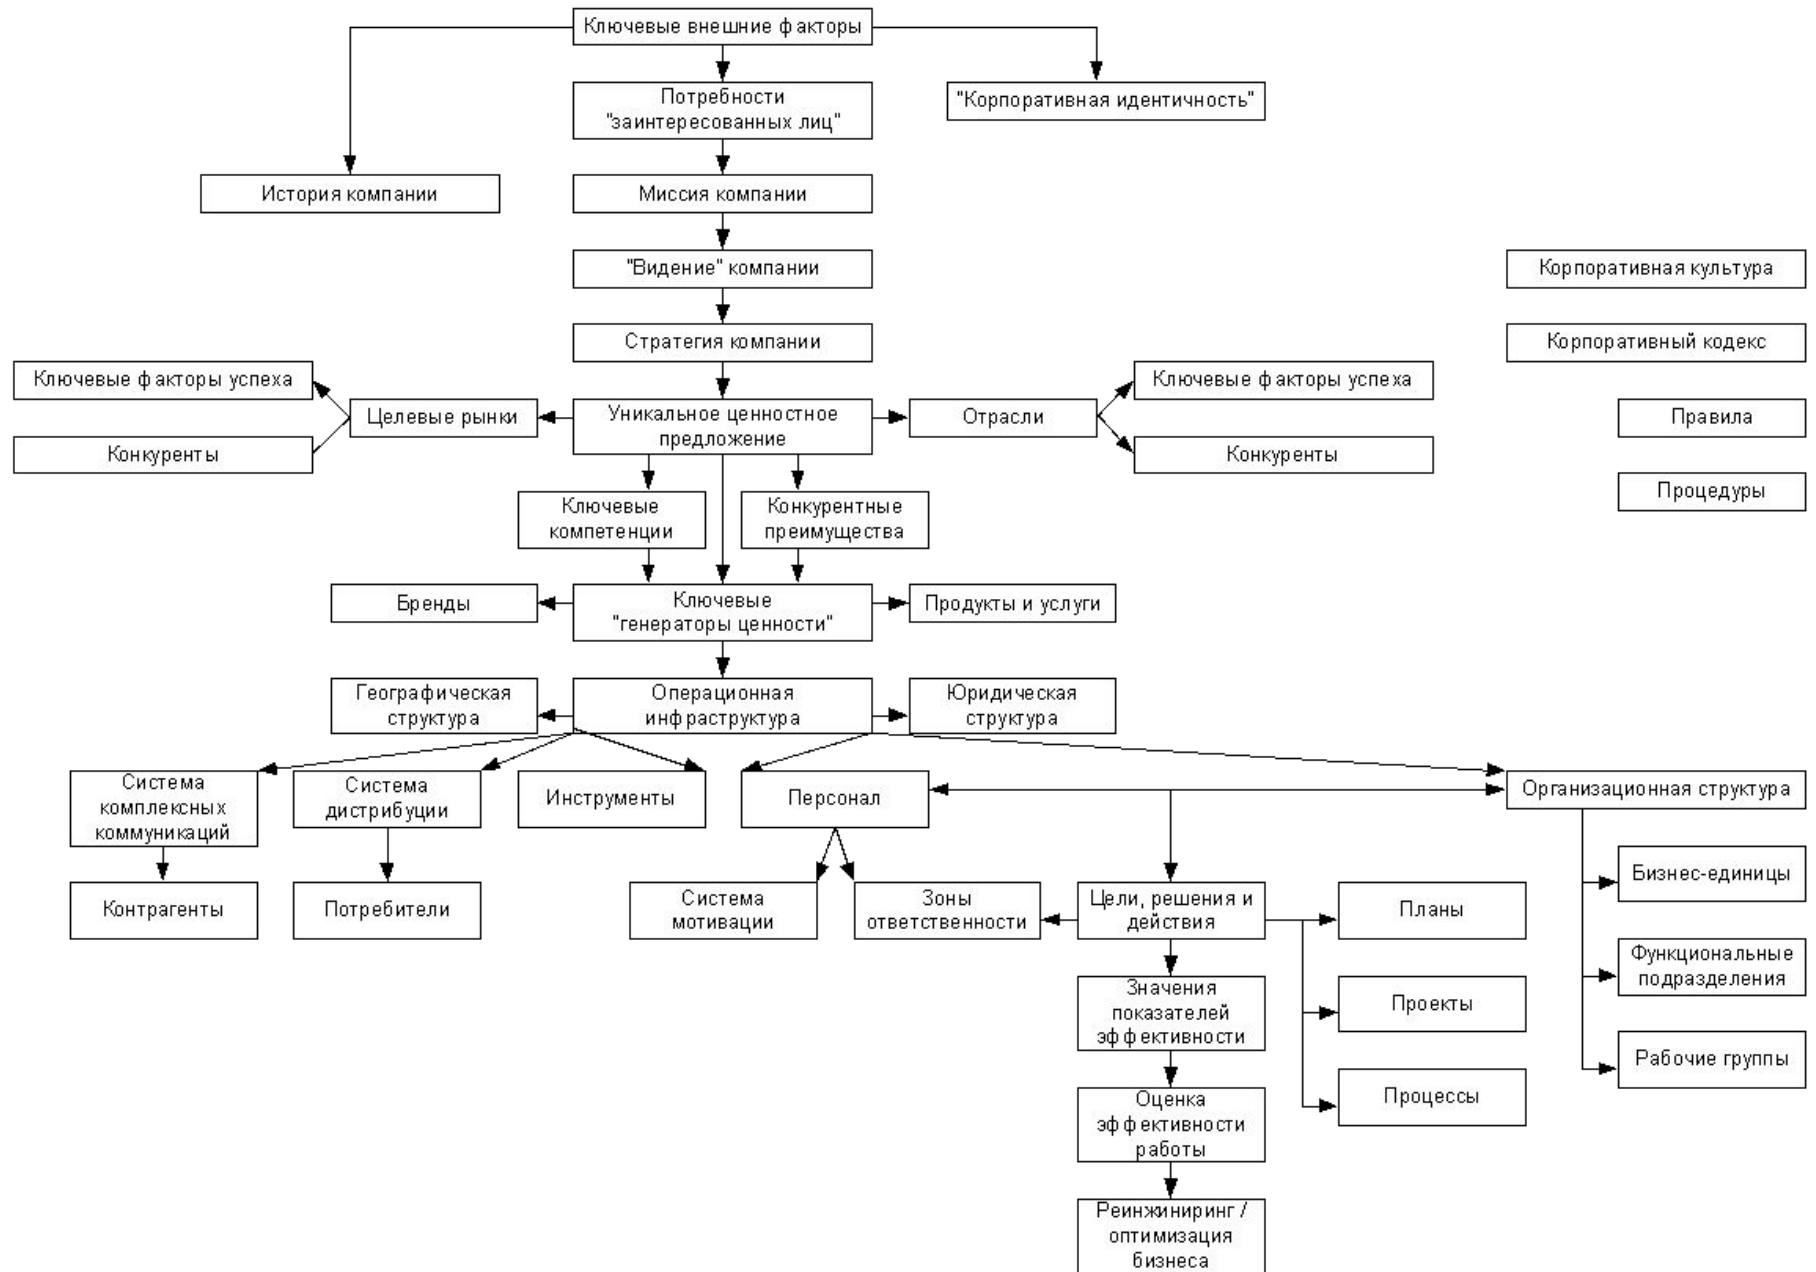 Ключевые внешние факторы
Потребности
"заинтересованных лиц"
"Корпоративная идентичность"
История компании
Миссия компании
"Видение" компании
Корпоративная культура
Стратегия компании
Корпоративный кодекс
Ключевые факторы успеха
Ключевые факторы успеха
Целевые рынки
Уникальное ценностное
предложение
Отрасли
Правила
Конкуренты
Конкуренты
Процедуры
Ключевые
компетенции
Конкурентные
преимущества
Бренды
Ключевые
"генераторы ценности"
Продукты и услуги
Географическая
структура
Операционная
инфраструктура
Юридическая
структура
Система
комплексных
коммуникаций
Система
дистрибуции
Инструменты
Персонал
Организационная структура
Бизнес-единицы
Контрагенты
Потребители
Система
мотивации
Зоны
ответственности
Цели, решения и
действия
Планы
Функциональные
подразделения
Значения
показателей
эффективности
Проекты
Рабочие группы
Оценка
эффективности
работы
Процессы
Реинжиниринг /
оптимизация
бизнеса